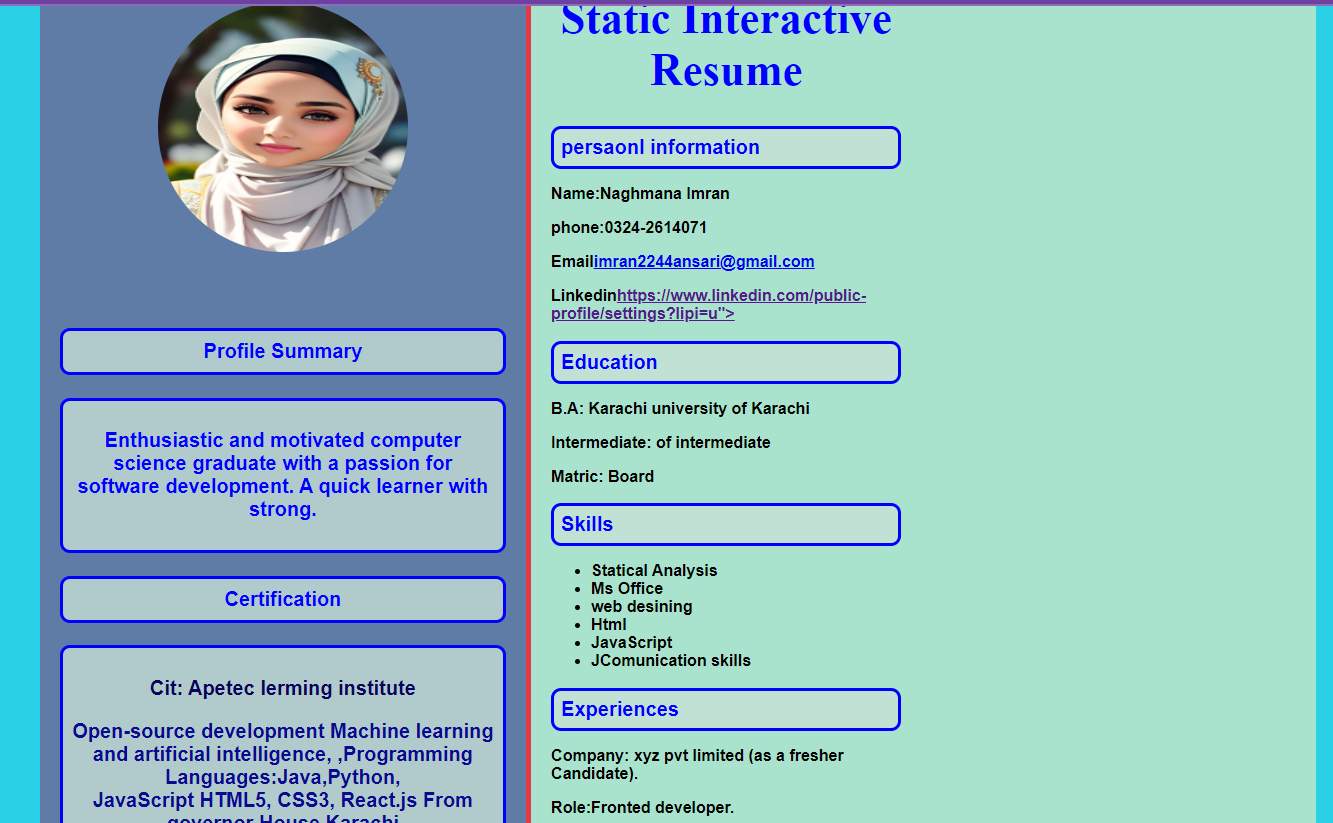 Profile Summary
Enthusiastic and motivated computer
science graduate with a passion for
software development. A quick learner with
strong.
Certification
Cit: Apetec lerming institute
Open-source development Machine learning
and artificial intelligence, ,Programming
Languages:Java,Python,
JavaScript HTML5, CSS3, React.js From
governor House Karachi
Static Interactive
Resume
persaonl information
Name:Naghmana Imran
phone:0324-2614071
Emailimran2244ansari@gmail.com
Linkedinhttps://www.linkedin.com/public-
profile/settings?lipi=u">
Education
B.A: Karachi university of Karachi
Intermediate: of intermediate
Matric: Board
Skills
• Statical Analysis
• Ms Office
• web desining
• Html
• JavaScript
• JComunication skills
Experiences
Company: xyz pvt limited (as a fresher
Candidate).
Role:Fronted developer.